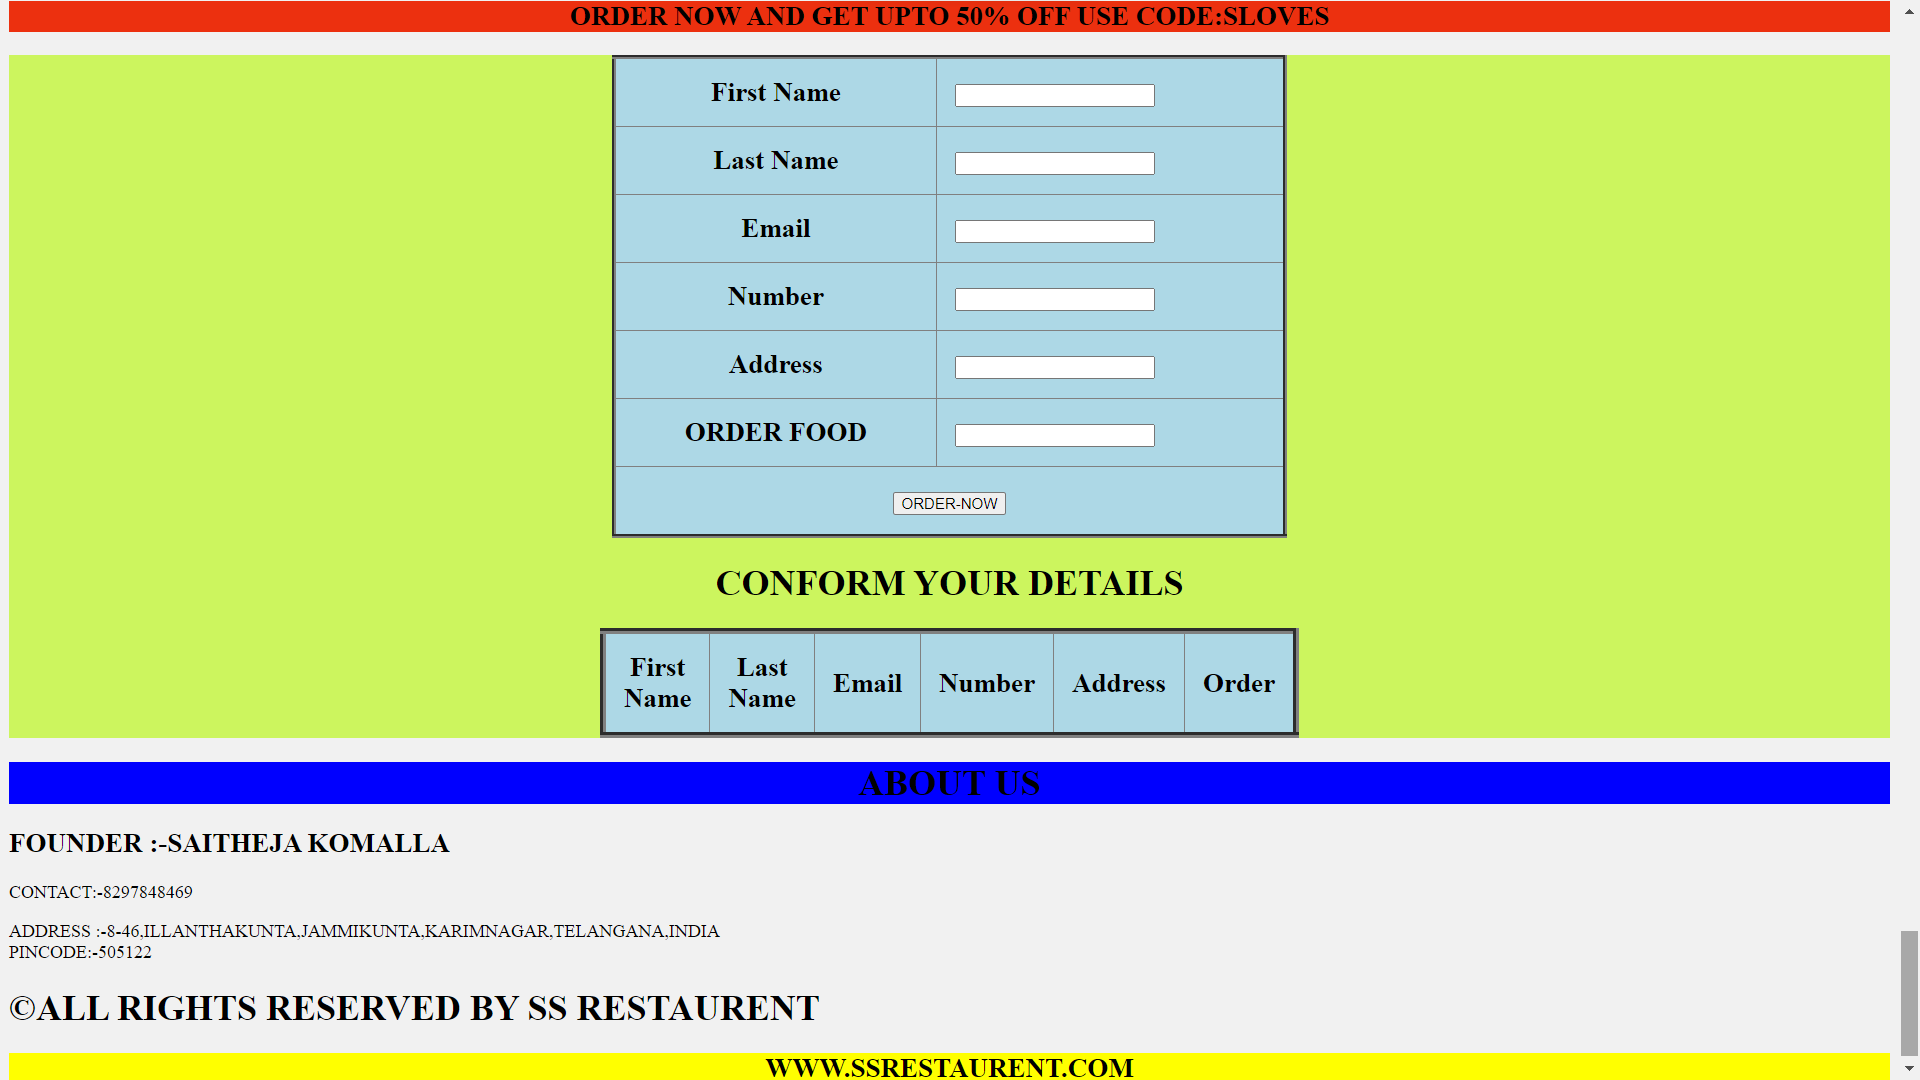 ORDER NOW AND GET UPTO 50% OFF USE CODE:SLOVES
First Name
Last Name
Email
Number
Address
ORDER FOOD
ORDER-NOW
CONFORM YOUR DETAILS
First Name Last Name Email Number Address Order
ABOUT US
FOUNDER :-SAITHEJA KOMALLA
CONTACT:-8297848469
ADDRESS :-8-46,ILLANTHAKUNTA,JAMMIKUNTA,KARIMNAGAR,TELANGANA,INDIA
PINCODE:-505122
©ALL RIGHTS RESERVED BY SS RESTAURENT
WWW.SSRESTAURENT.COM